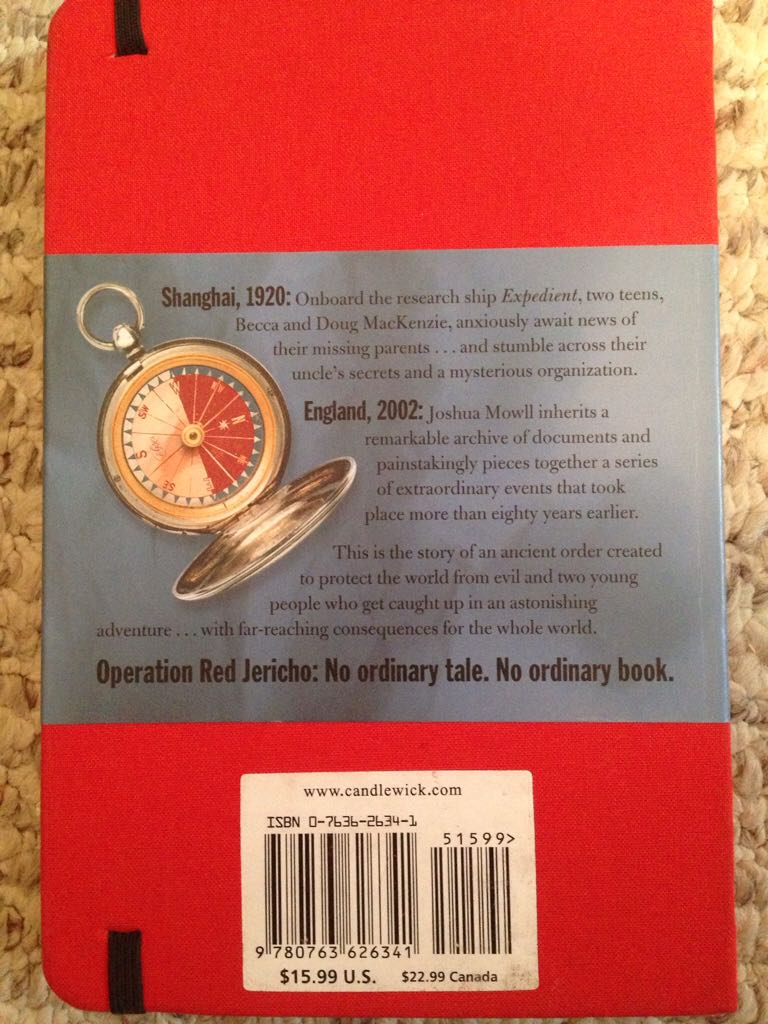 Shanghai, 1920: Onboard the research ship Expedient, two teens,
Becca and Doug MacKenzie, anxiously await news of
their missing parents . . . and stumble across their
uncle's secrets and a mysterious organization.
England, 2002: Joshua Mowll inherits a
remarkable archive of documents and
painstakingly pieces together a series
of extraordinary events that took
place more than eighty years earlier.
This is the story of an ancient order created
to protect the world from evil and two young
people who get caught up in an astonishing
adventure . . . with far-reaching consequences for the whole world.
Operation Red Jericho: No ordinary tale. No ordinary book.
W
NW
N
SW
S
SE
www.candlewick.com
ISBN 0-7636-2634-1
51599>
9 780763 626341
$15.99 U.S. $22.99 Canada